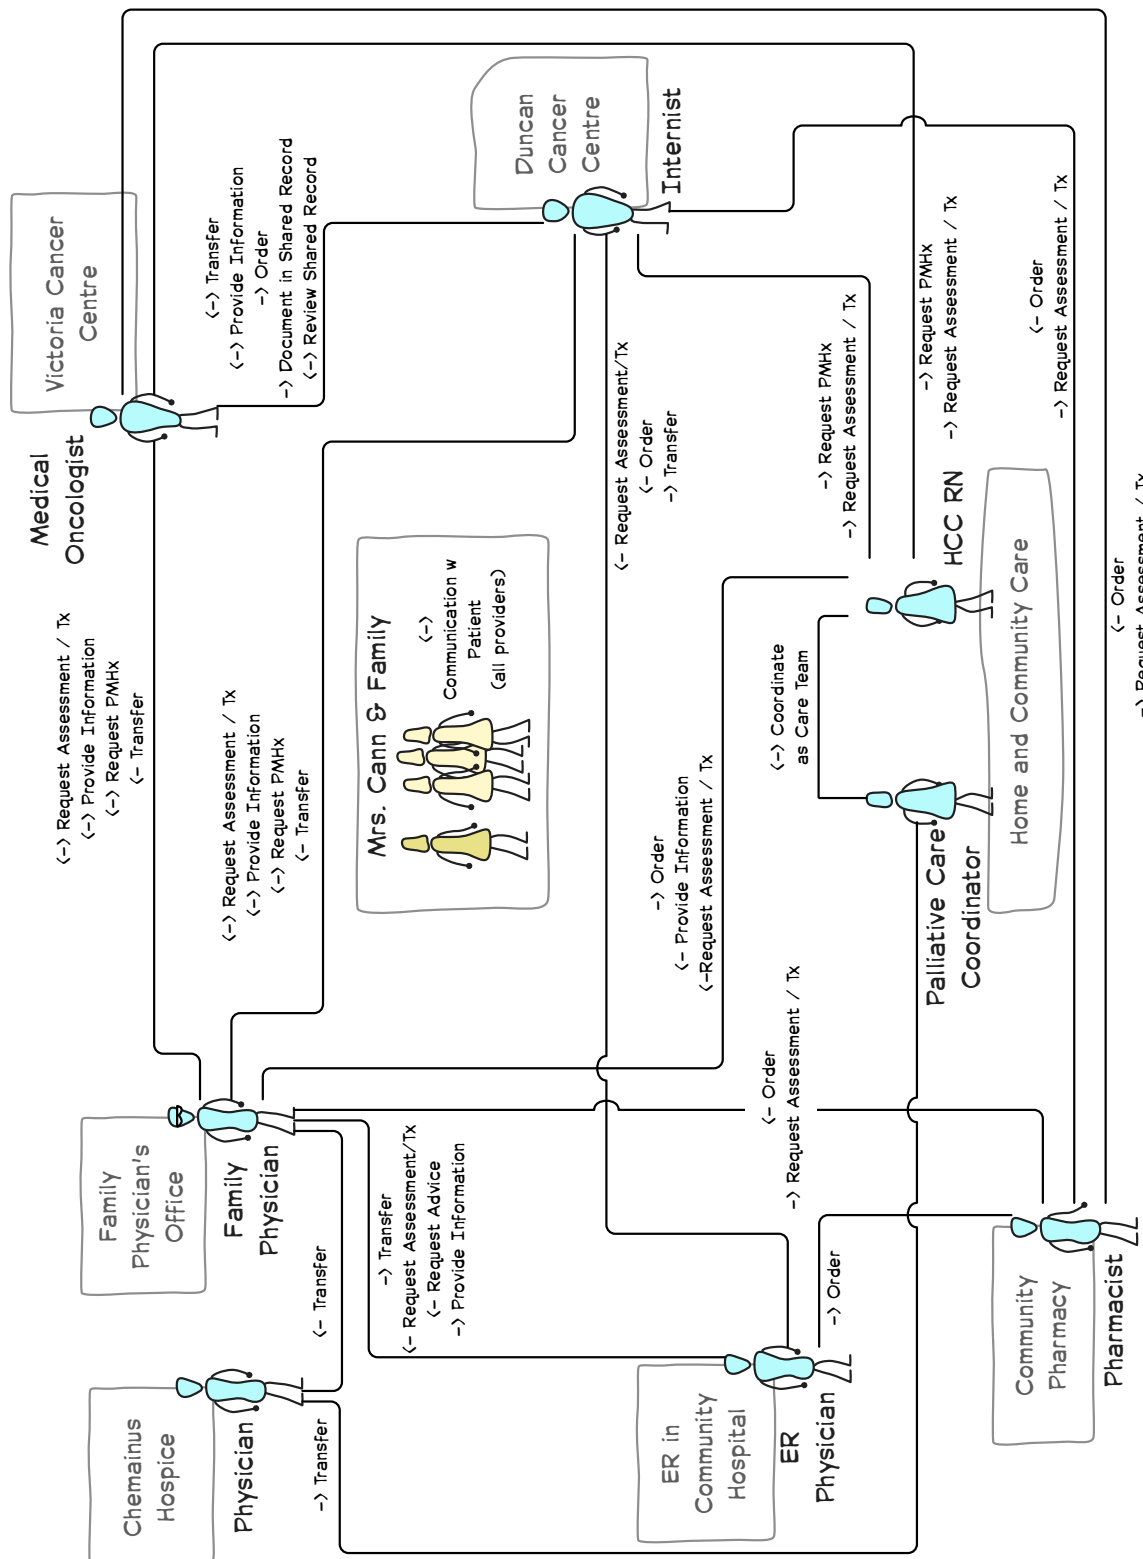 Chemainus
Hospice
Physician
-> Transfer
Family
Physician's
Office
Family
Physician
<- Transfer
-> Transfer
<- Request Assessment/Tx
<- Request Advice
-> Provide Information
<-> Request Assessment / Tx
<-> Provide Information
<-> Request PMHx
<- Transfer
<-> Request Assessment / Tx
<-> Provide Information
<-> Request PMHx
<- Transfer
Victoria Cancer
Centre
Medical
Oncologist
<-> Transfer
<-> Provide Information
-> Order
-> Document in Shared Record
<-> Review Shared Record
Mrs. Cann & Family
<->
Communication w
Patient
(all providers)
Duncan
Cancer
Centre
Internist
<- Request Assessment/Tx
<- Order
-> Transfer
ER in
Community
Hospital
ER
Physician
-> Order
-> Order
<- Provide Information
<-Request Assessment / Tx
<- Order
-> Request Assessment / Tx
<-> Coordinate
as Care Team
-> Request PMHx
-> Request Assessment / Tx
-> Request PMHx
-> Request Assessment / Tx
Palliative Care
Coordinator
HCC RN
Home and Community Care
Community
Pharmacy
Pharmacist
<- Order
-> Request Assessment / Tx
<- Order
-> Request Assessment / Tx